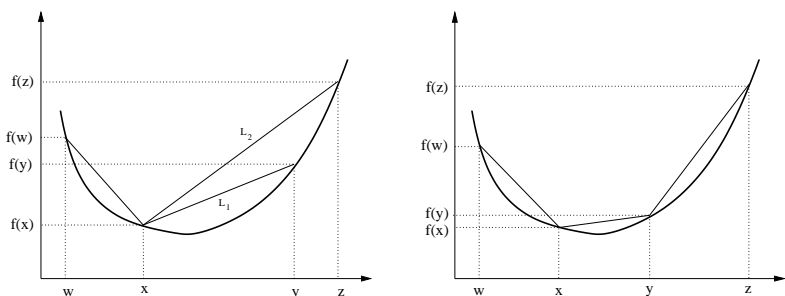 f(z)
f(w)
f(y)
f(x)
L₂
L₁
w x y z
f(z)
f(w)
f(y)
f(x)
w x y z